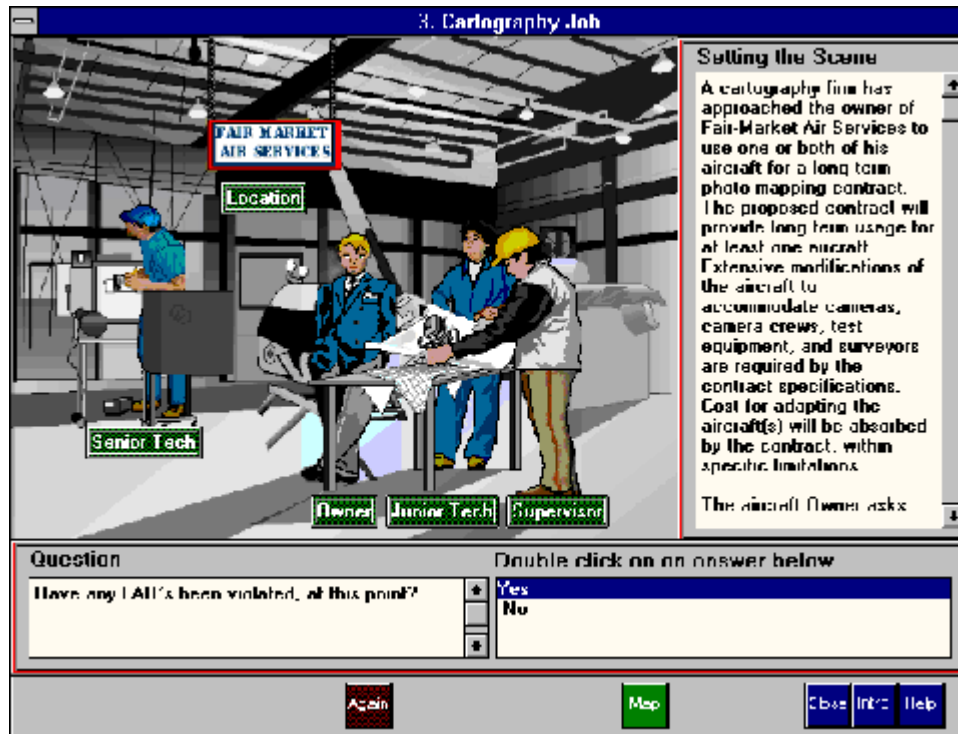 3. Cartography Job
FAIR MARKET
AIR SERVICES
Location
Senior Tech
Owner
Junior Tech
Supervisor
Setting the Scene
A cartography firm has
approached the owner of
Fair-Market Air Services to
use one or both of his
aircraft for a long term
photo mapping contract.
The proposed contract will
provide long term usage for
at least one aircraft.
Extensive modifications of
the aircraft to
accommodate cameras,
camera crews, test
equipment, and surveyors
are required by the
contract specifications.
Cost for adapting the
aircraft(s) will be absorbed
by the contract, within
specific limitations.
The aircraft Owner asks
Question
Have any FAR's been violated, at this point?
Double click on an answer below
Yes
No
Again
Map
Close
Intro
Help